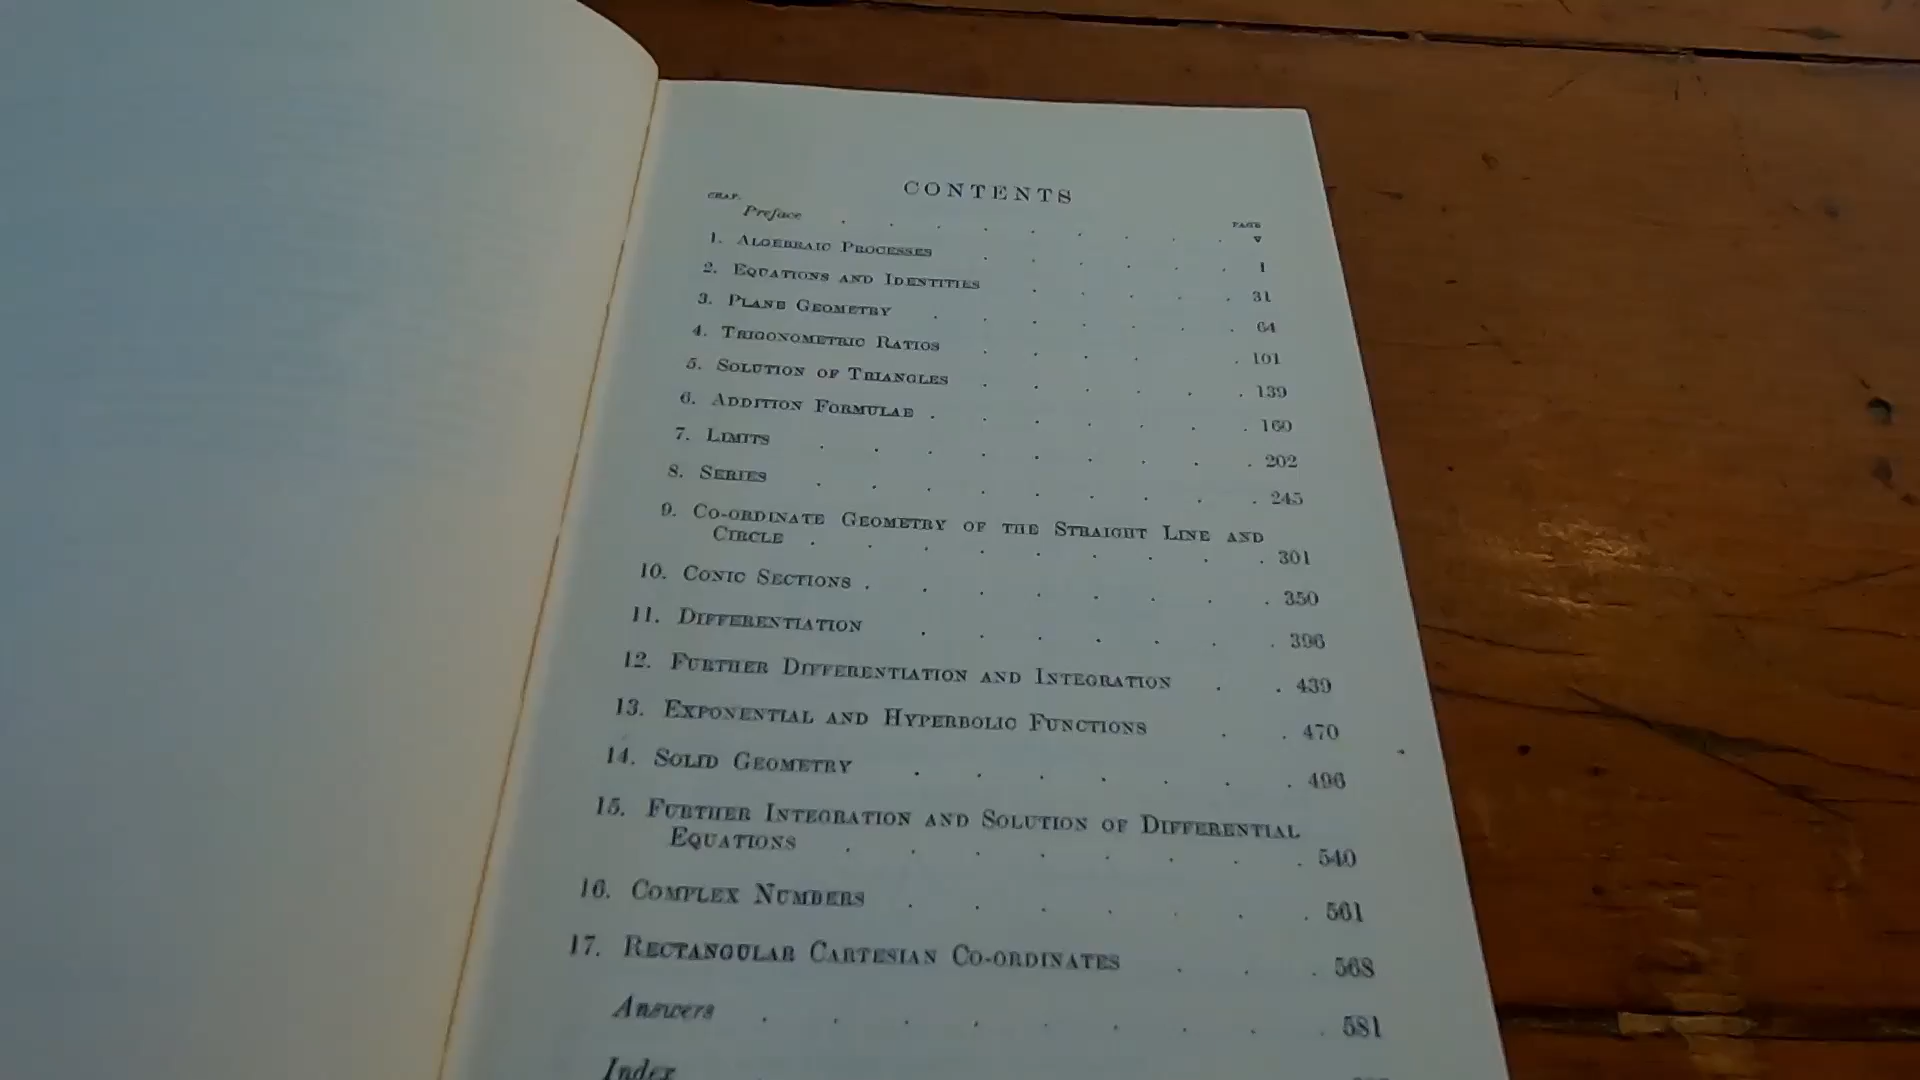 CONTENTS
CHAP. PAGE
Preface . . . . . . . . . v
1. ALGEBRAIC PROCESSES . . . . . . 1
2. EQUATIONS AND IDENTITIES . . . . . 31
3. PLANE GEOMETRY . . . . . . . 64
4. TRIGONOMETRIC RATIOS . . . . . 101
5. SOLUTION OF TRIANGLES . . . . . . 139
6. ADDITION FORMULAE . . . . . . . 160
7. LIMITS . . . . . . . . . 202
8. SERIES . . . . . . . . . 245
9. CO-ORDINATE GEOMETRY OF THE STRAIGHT LINE AND
CIRCLE . . . . . . . . . 301
10. CONIC SECTIONS . . . . . . . . 350
11. DIFFERENTIATION . . . . . . . 396
12. FURTHER DIFFERENTIATION AND INTEGRATION . . 439
13. EXPONENTIAL AND HYPERBOLIC FUNCTIONS . . 470
14. SOLID GEOMETRY . . . . . . . 496
15. FURTHER INTEGRATION AND SOLUTION OF DIFFERENTIAL
EQUATIONS . . . . . . . . 540
16. COMPLEX NUMBERS . . . . . . . 561
17. RECTANGULAR CARTESIAN CO-ORDINATES . . . 568
Answers . . . . . . . . . 581
Index